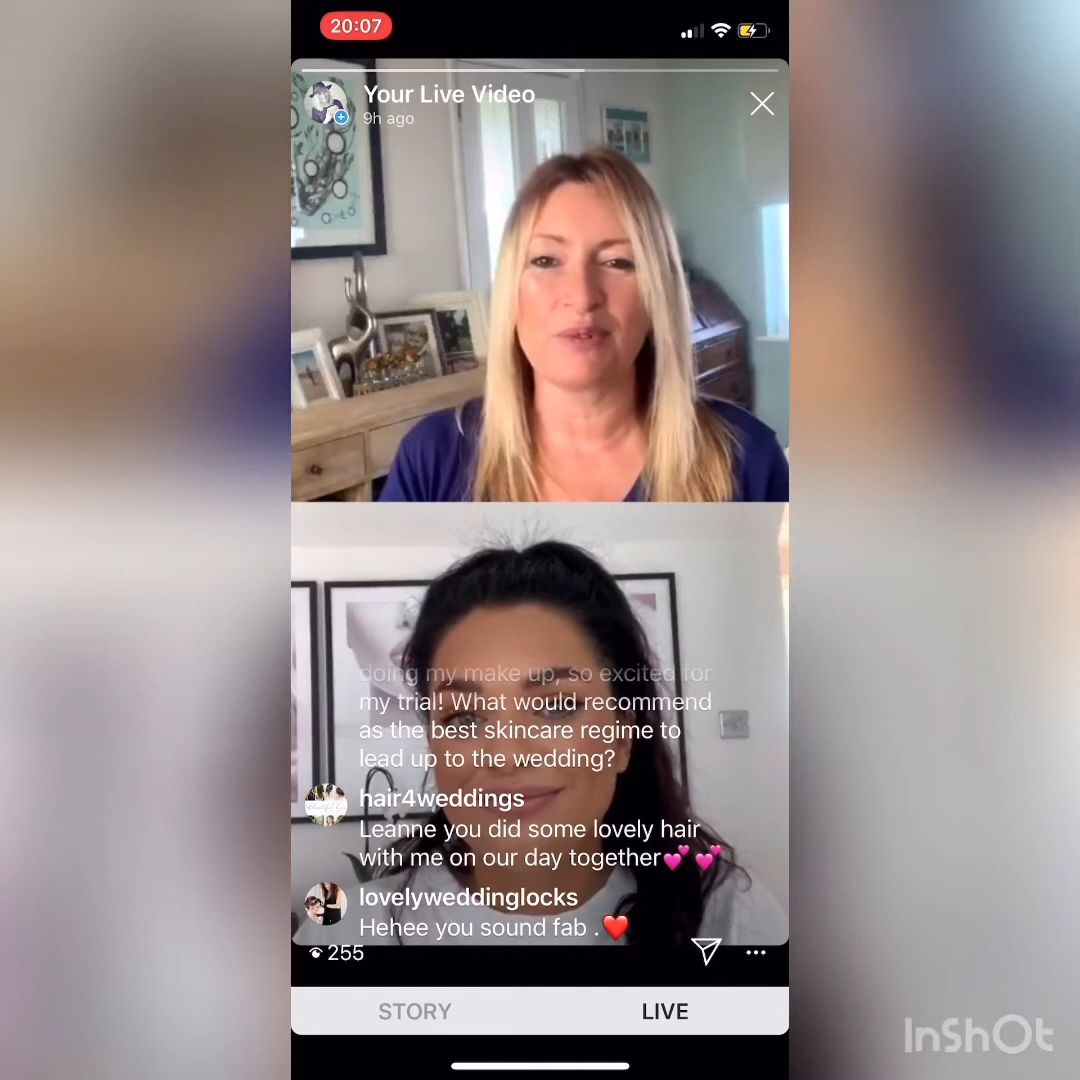 20:07
Your Live Video
9h ago
doing my make up, so excited for
my trial! What would recommend
as the best skincare regime to
lead up to the wedding?
hair4weddings
Leanne you did some lovely hair
with me on our day together💕 💕
lovelyweddinglocks
Hehee you sound fab .❤️
255
STORY
LIVE
InShOt